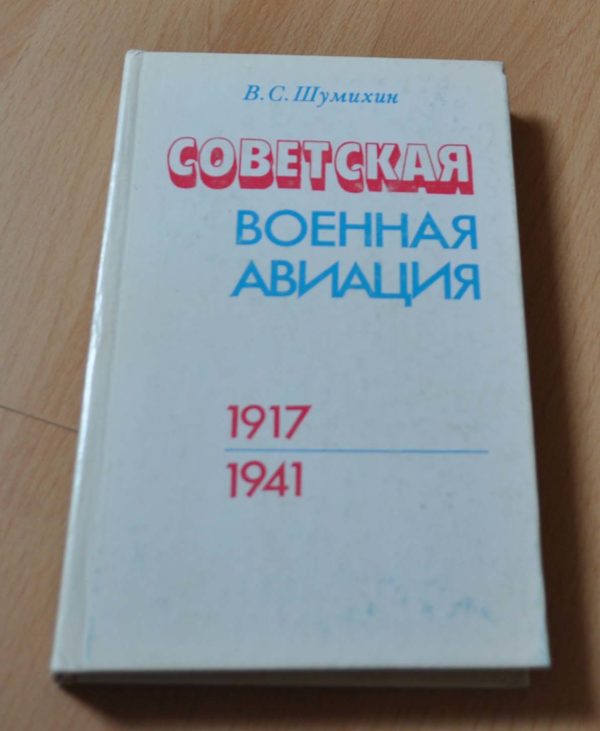 В. С. Шумихин
СОВЕТСКАЯ
ВОЕННАЯ
АВИАЦИЯ
1917
1941